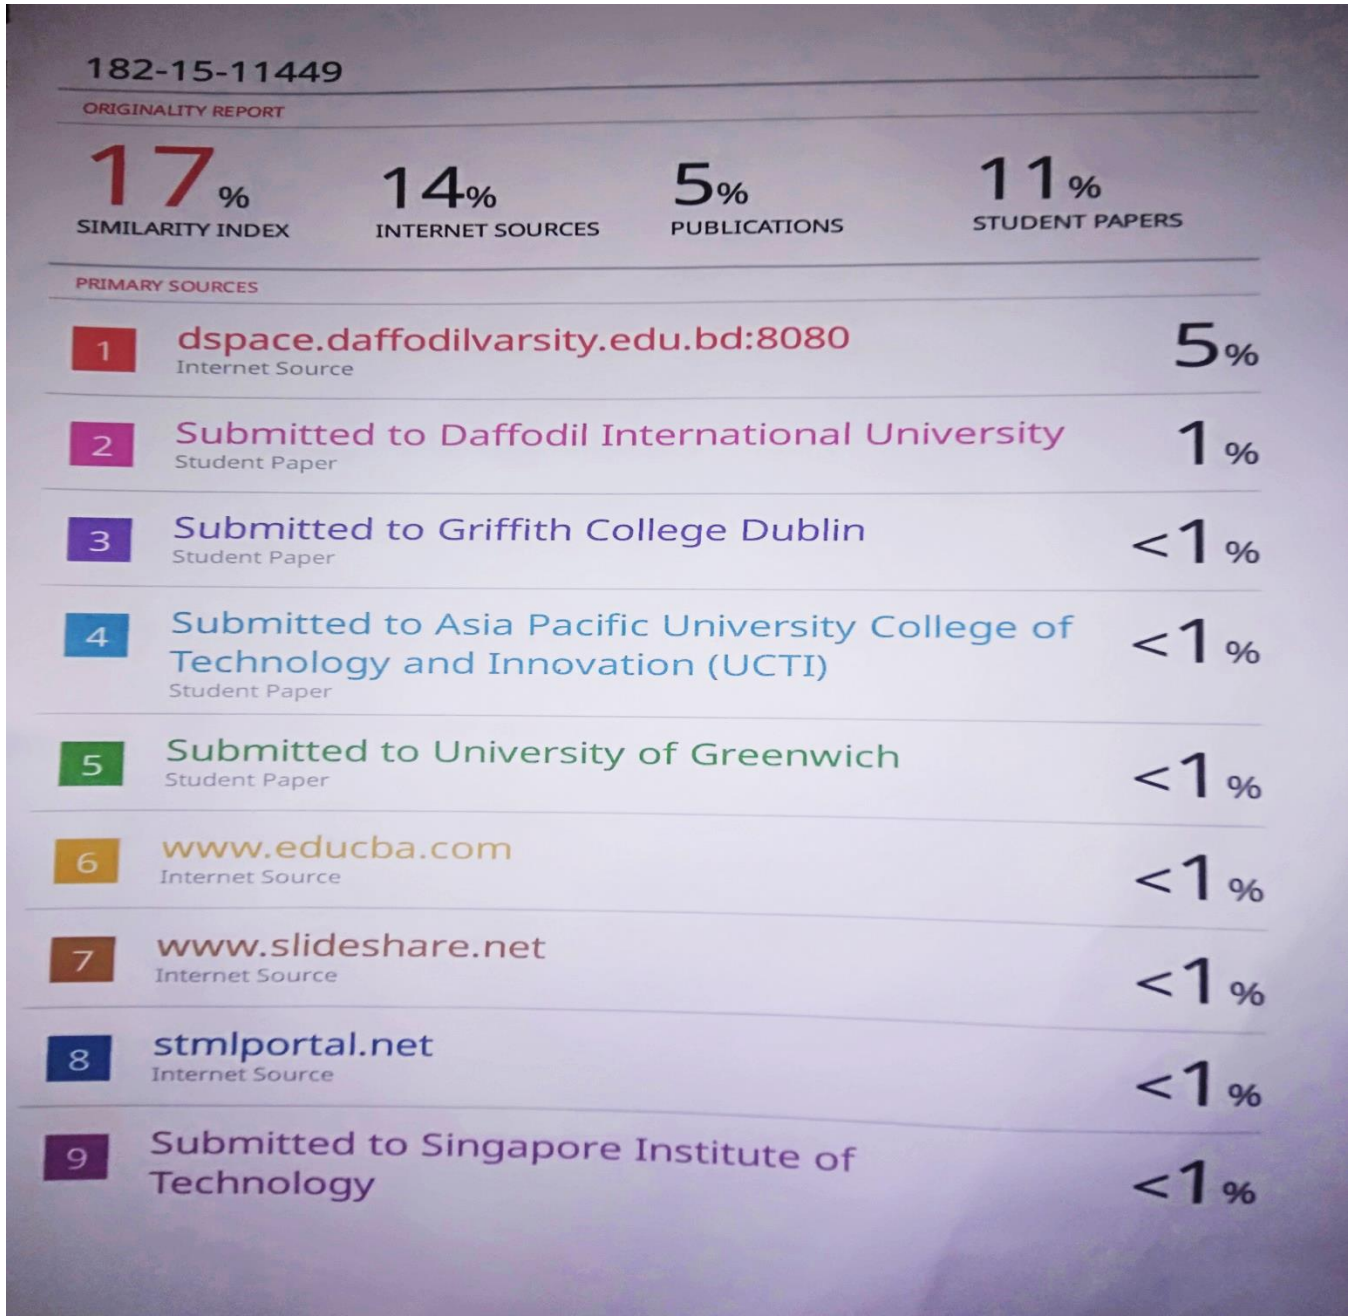 182-15-11449
ORIGINALITY REPORT
17% 14% 5% 11%
SIMILARITY INDEX INTERNET SOURCES PUBLICATIONS STUDENT PAPERS
PRIMARY SOURCES
1 dspace.daffodilvarsity.edu.bd:8080 5%
Internet Source
2 Submitted to Daffodil International University 1%
Student Paper
3 Submitted to Griffith College Dublin <1%
Student Paper
4 Submitted to Asia Pacific University College of <1%
Technology and Innovation (UCTI)
Student Paper
5 Submitted to University of Greenwich <1%
Student Paper
6 www.educba.com <1%
Internet Source
7 www.slideshare.net <1%
Internet Source
8 stmlportal.net <1%
Internet Source
9 Submitted to Singapore Institute of <1%
Technology